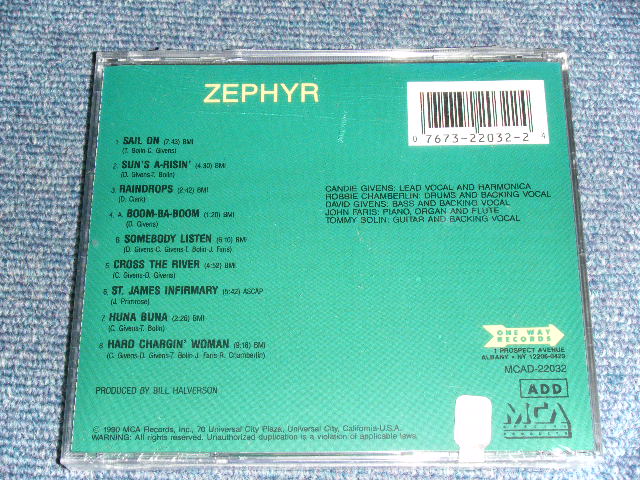 ZEPHYR
1. SAIL ON (7:43) BMI
(T. Bolin-C. Givens)
2. SUN'S A-RISIN' (4:30) BMI
(D. Givens-T. Bolin)
3. RAINDROPS (2:42) BMI
(D. Clark)
4. A. BOOM-BA-BOOM (1:20) BMI
(D. Givens)
B. SOMEBODY LISTEN (6:10) BMI
(D. Givens-C. Givens-T. Bolin-J. Faris)
5. CROSS THE RIVER (4:52) BMI
(C. Givens-D. Givens)
6. ST. JAMES INFIRMARY (5:42) ASCAP
(J. Primrose)
7. HUNA BUNA (2:26) BMI
(C. Givens-T. Bolin)
8. HARD CHARGIN' WOMAN (9:16) BMI
(C. Givens-D. Givens-T. Bolin-J. Faris-R. Chamberlin)
PRODUCED BY BILL HALVERSON
0 7673-22032-2 4
CANDIE GIVENS: LEAD VOCAL AND HARMONICA
ROBBIE CHAMBERLIN: DRUMS AND BACKING VOCAL
DAVID GIVENS: BASS AND BACKING VOCAL
JOHN FARIS: PIANO, ORGAN AND FLUTE
TOMMY BOLIN: GUITAR AND BACKING VOCAL
ONE WAY
RECORDS
1 PROSPECT AVENUE
ALBANY • NY 12206-0429
MCAD-22032
ADD
MCA
SPECIAL
PRODUCTS
© 1990 MCA Records, Inc., 70 Universal City Plaza, Universal City, California-U.S.A.
WARNING: All rights reserved. Unauthorized duplication is a violation of applicable laws.